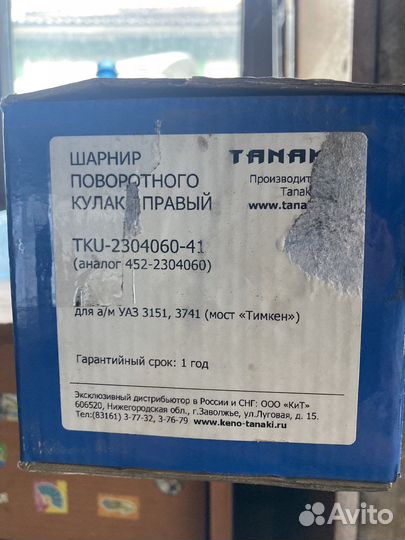 ШАРНИР
ПОВОРОТНОГО
ПРАВЫЙ
TKU-2304060-41
(аналог 452-2304060)
для а/м УАЗ 3151, 3741 (мост «Тимкен»)
Гарантийный срок: 1 год
Эксклюзивный дистрибьютор в России и СНГ: ООО «КиТ»
606520, Нижегородская обл., г.Заволжье, ул.Луговая, д. 15.
Тел:(83161) 3-77-32, 3-76-79 www.keno-tanaki.ru
Avito